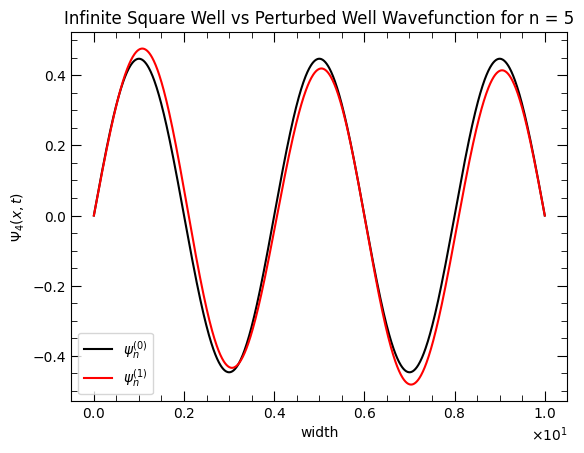 Infinite Square Well vs Perturbed Well Wavefunction for n = 5
Ψ₄(x, t)
0.4
0.2
0.0
−0.2
−0.4
ψₙ⁽⁰⁾
ψₙ⁽¹⁾
0.0 0.2 0.4 0.6 0.8 1.0
width
×10¹